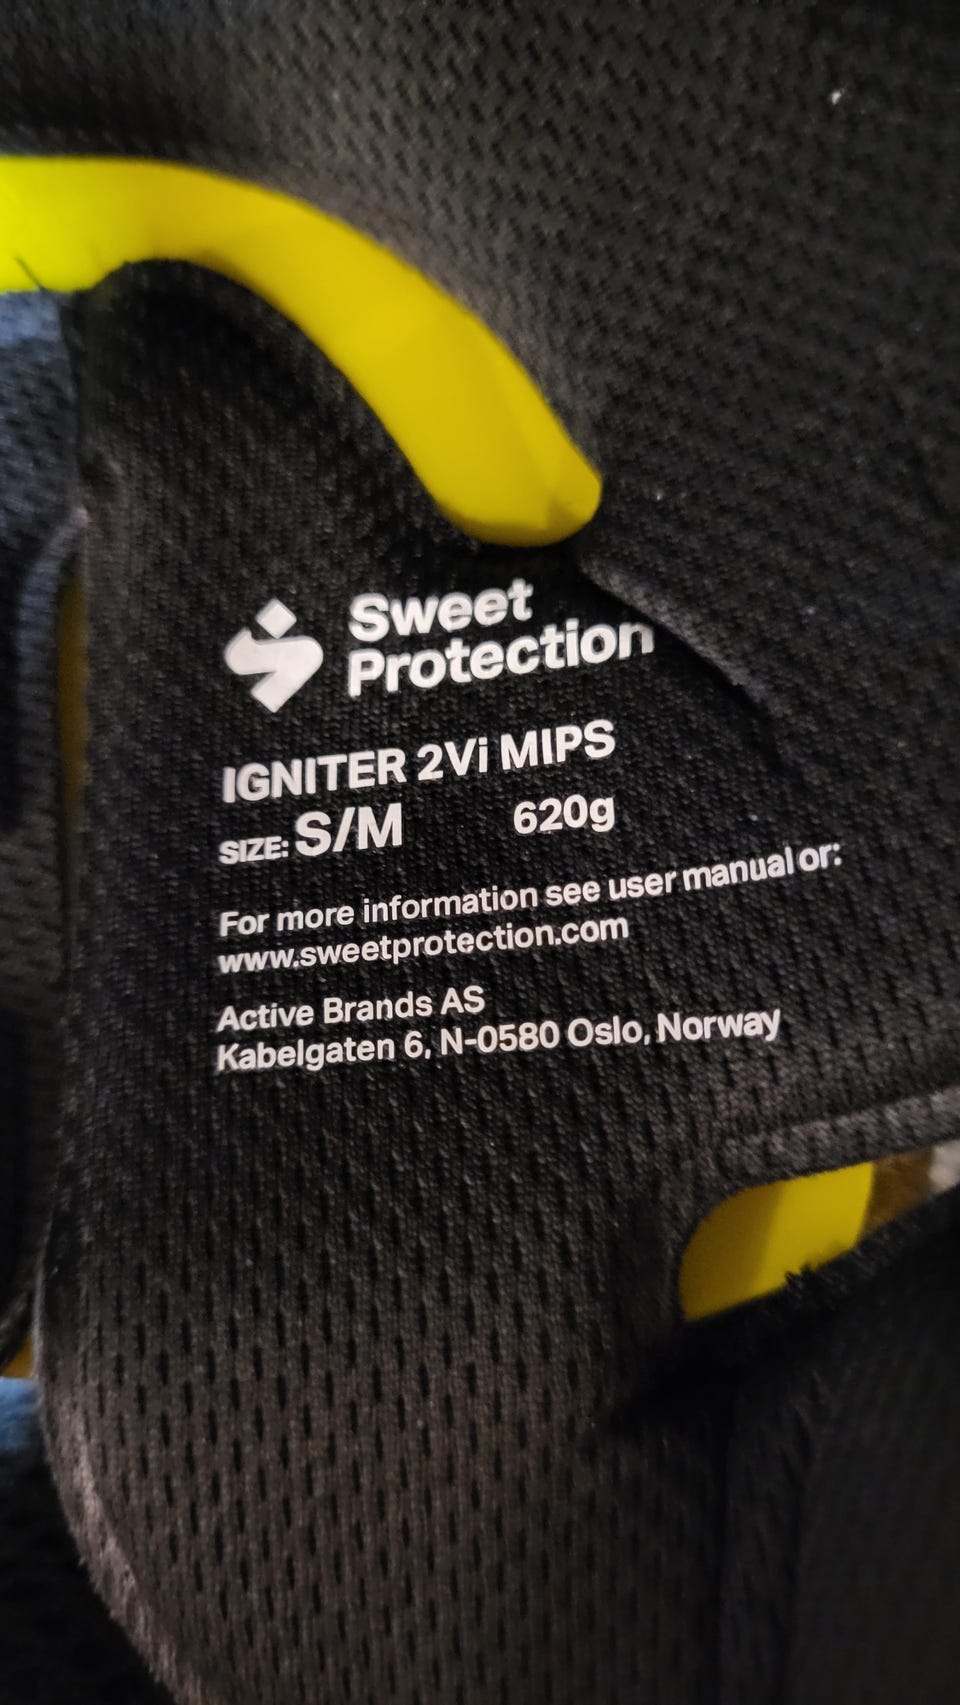 Sweet
Protection
IGNITER 2Vi MIPS
SIZE: S/M 620g
For more information see user manual or:
www.sweetprotection.com
Active Brands AS
Kabelgaten 6, N-0580 Oslo, Norway